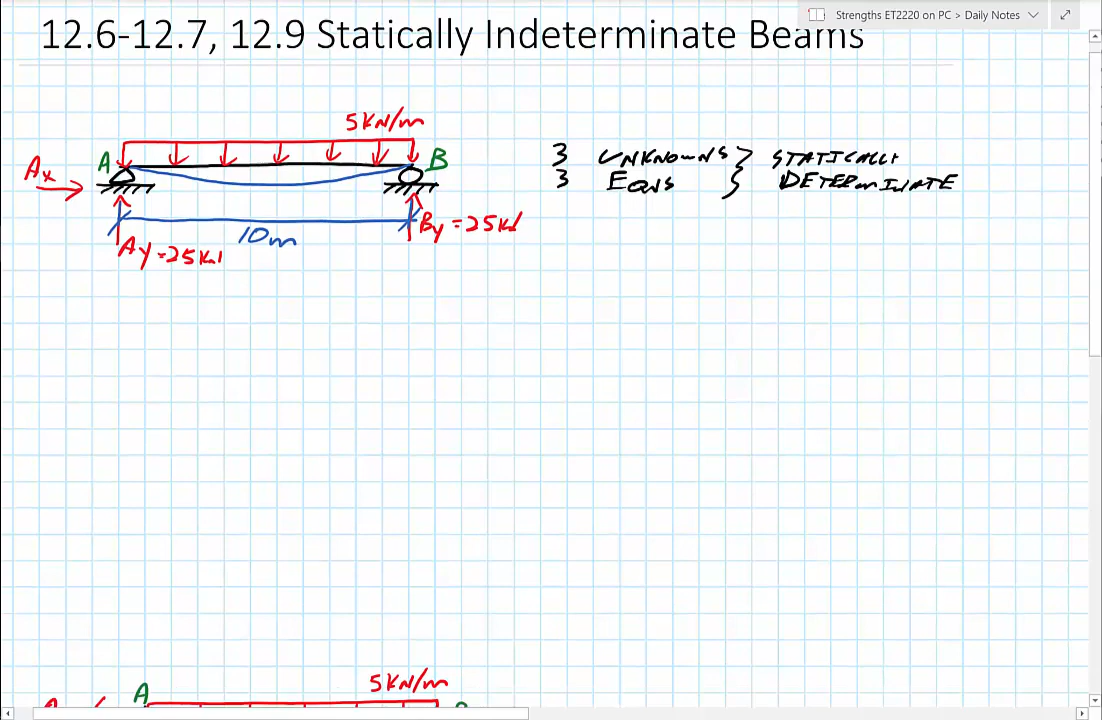 Strengths ET2220 on PC > Daily Notes
12.6-12.7, 12.9 Statically Indeterminate Beams
5KN/m
A
B
Ax
3 UNKNOWNS } STATICALLY
3 EQNS } DETERMINATE
By = 25KN
10m
Ay = 25KN
5KN/m
A